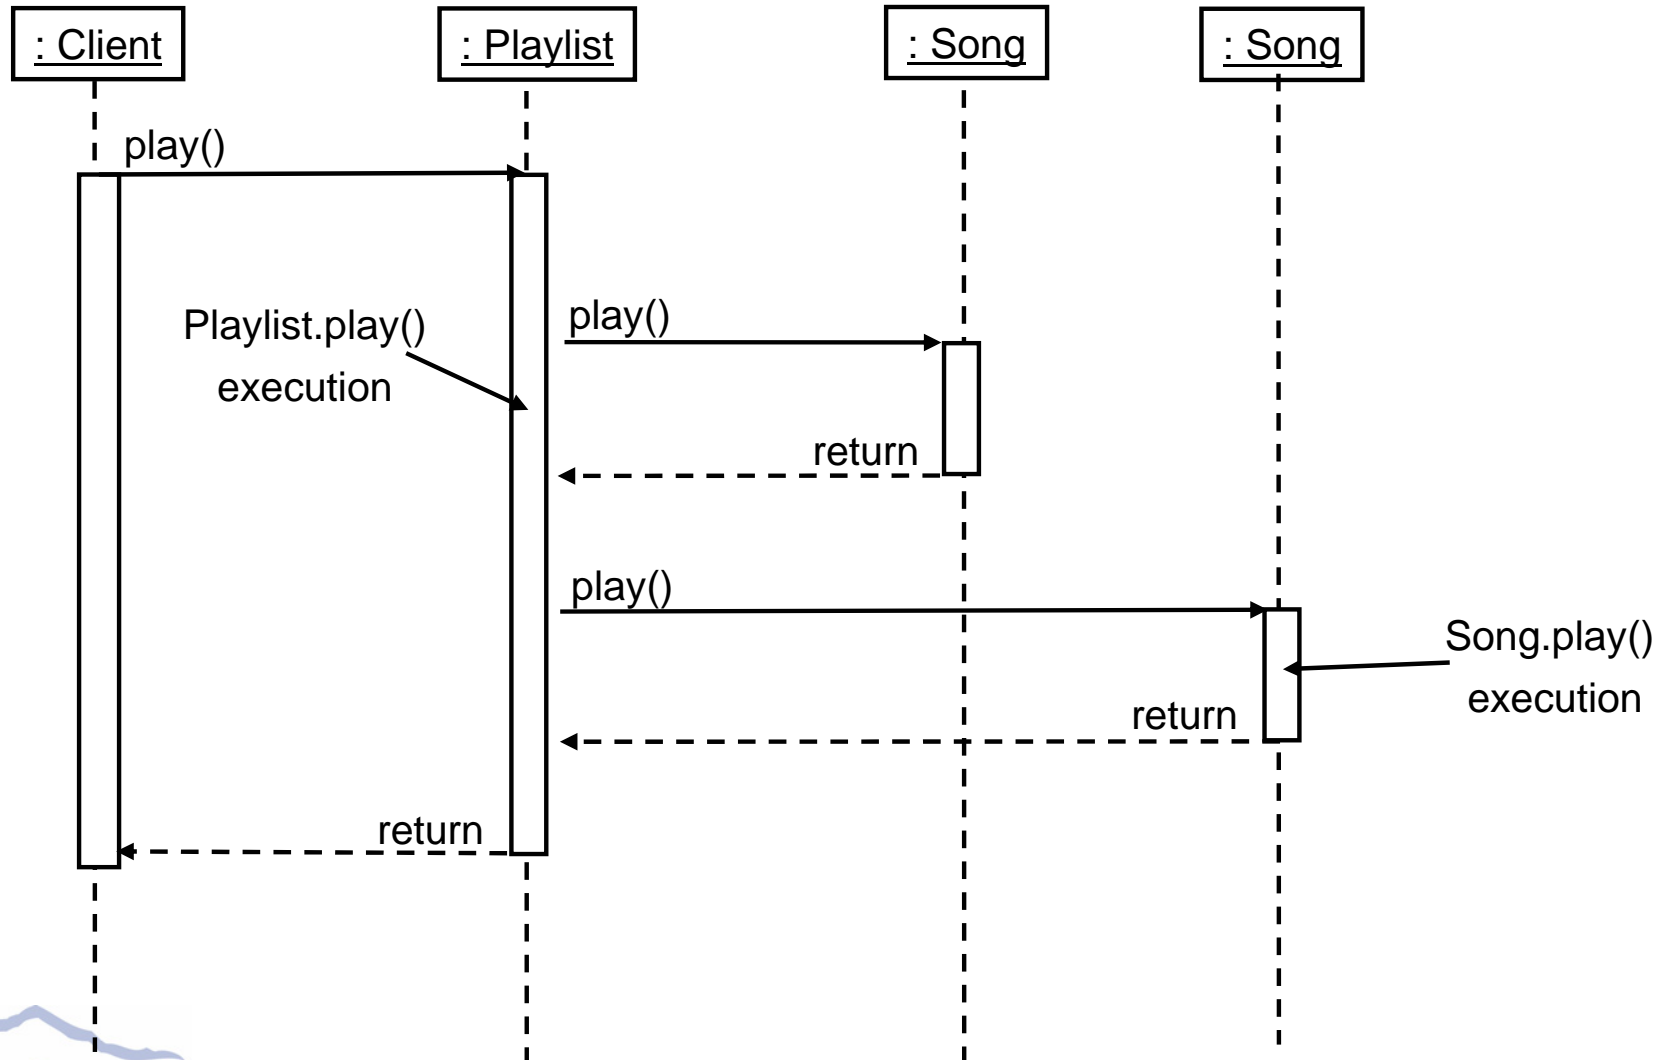 : Client
: Playlist
: Song
: Song
play()
Playlist.play()
execution
play()
return
play()
Song.play()
execution
return
return